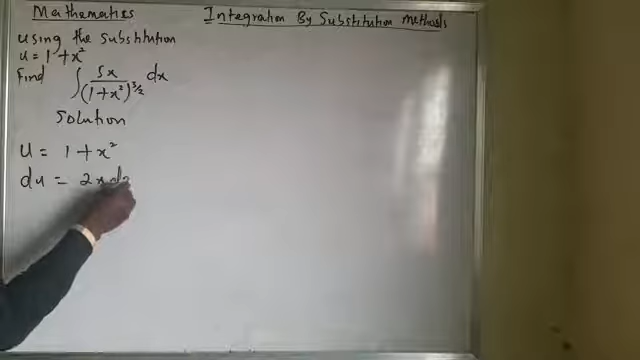 Mathematics
Integration By Substitution Methods
Using the Substitution
u = 1 + x²
Find ∫ 5x / (1+x²)^3/2 dx
Solution
u = 1 + x²
du = 2x dx